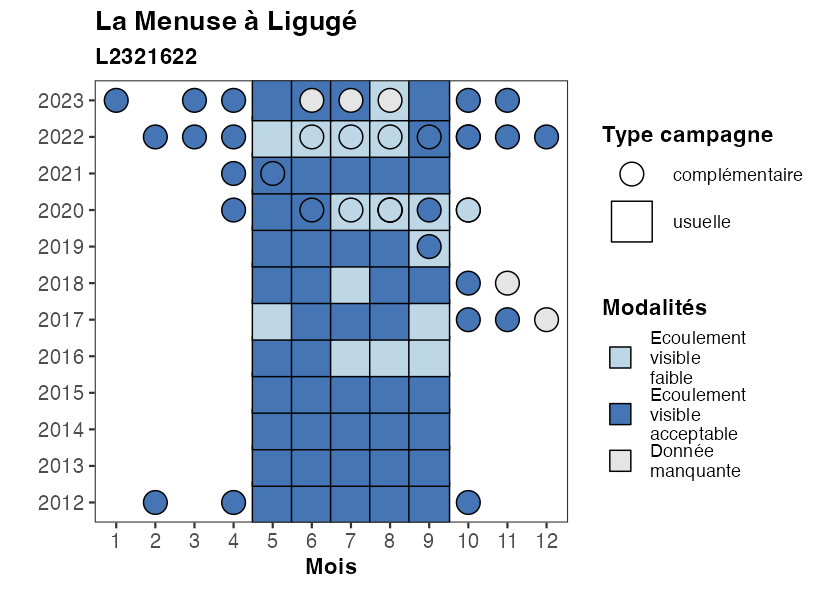 La Menuse à Ligugé
L2321622
2023
2022
2021
2020
2019
2018
2017
2016
2015
2014
2013
2012
1 2 3 4 5 6 7 8 9 10 11 12
Mois
Type campagne
complémentaire
usuelle
Modalités
Ecoulement
visible
faible
Ecoulement
visible
acceptable
Donnée
manquante